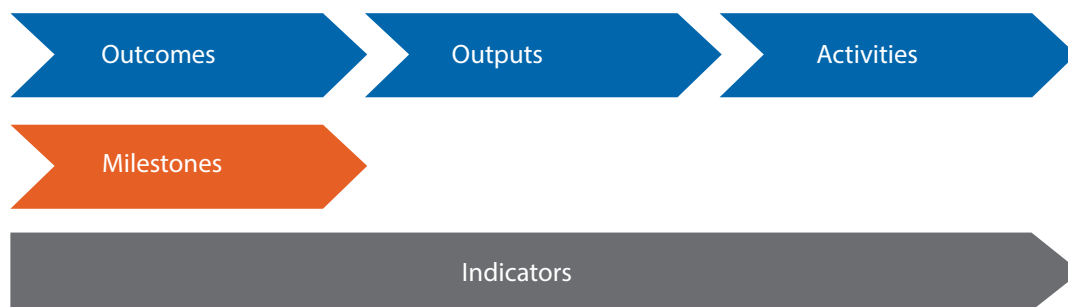 Outcomes
Outputs
Activities
Milestones
Indicators